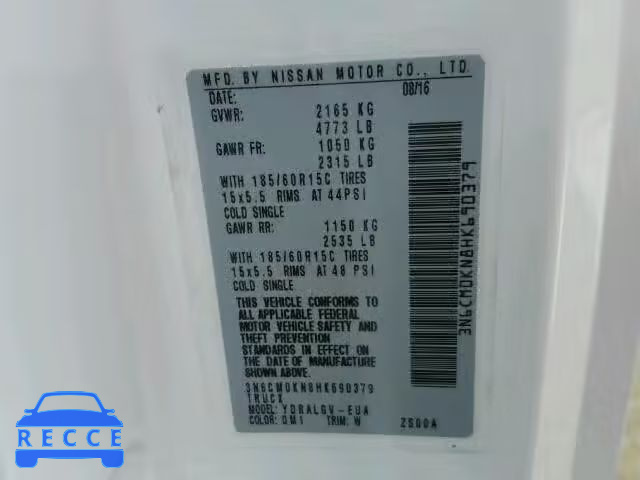 MFD. BY NISSAN MOTOR CO., LTD.
DATE: 08/16
GVWR: 2165 KG
4773 LB
GAWR FR: 1050 KG
2315 LB
WITH 185/60R15C TIRES
15x5.5 RIMS AT 44PSI
COLD SINGLE
GAWR RR: 1150 KG
2535 LB
WITH 185/60R15C TIRES
15x5.5 RIMS AT 48 PSI
COLD SINGLE
THIS VEHICLE CONFORMS TO
ALL APPLICABLE FEDERAL
MOTOR VEHICLE SAFETY AND
THEFT PREVENTION
STANDARDS IN EFFECT ON
THE DATE OF MANUFACTURE
SHOWN ABOVE.
3N6CM0KN8HK690379
TRUCK
MODEL: YDRALGV-EUA
COLOR: QM1 TRIM: W 2500A
3N6CM0KN8HK690379
RECCE